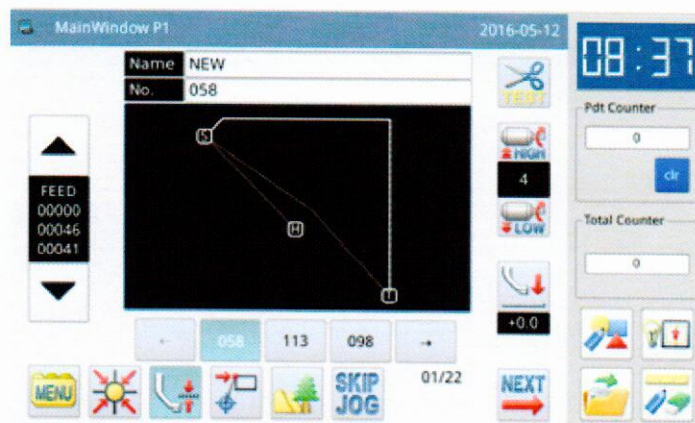 MainWindow P1
2016-05-12
08:37
Name NEW
No. 058
TEST
HIGH
4
LOW
+0.0
FEED
00000
00046
00041
S
H
T
Pdt Counter
0
clr
Total Counter
0
← 058 113 098 →
MENU
SKIP
JOG
01/22
NEXT